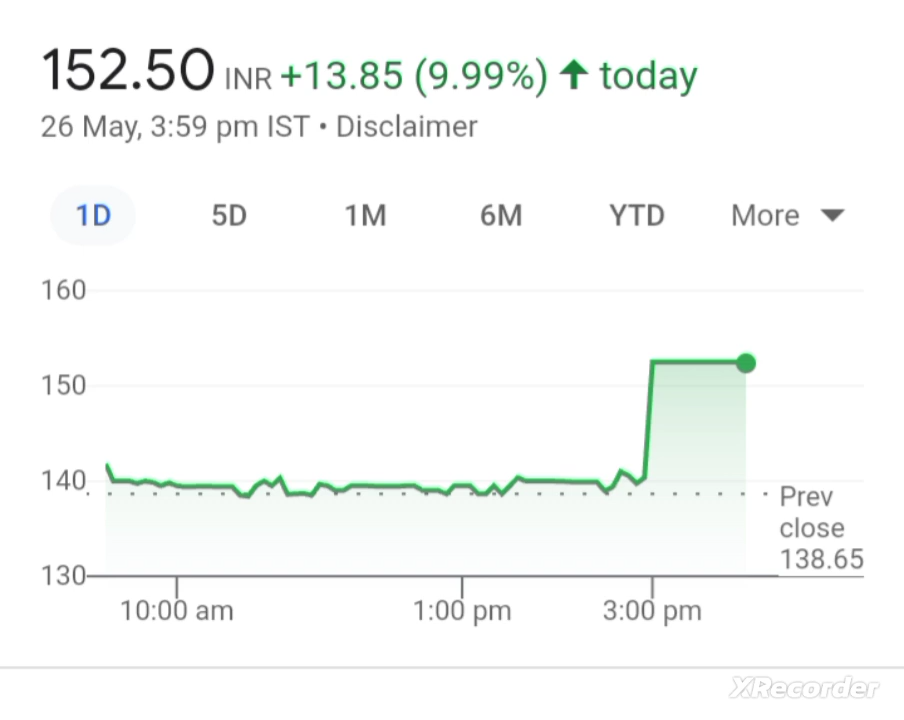 152.50 INR +13.85 (9.99%) ↑ today
26 May, 3:59 pm IST • Disclaimer
1D 5D 1M 6M YTD More
160
150
140
Prev
close
138.65
130
10:00 am 1:00 pm 3:00 pm
XRecorder